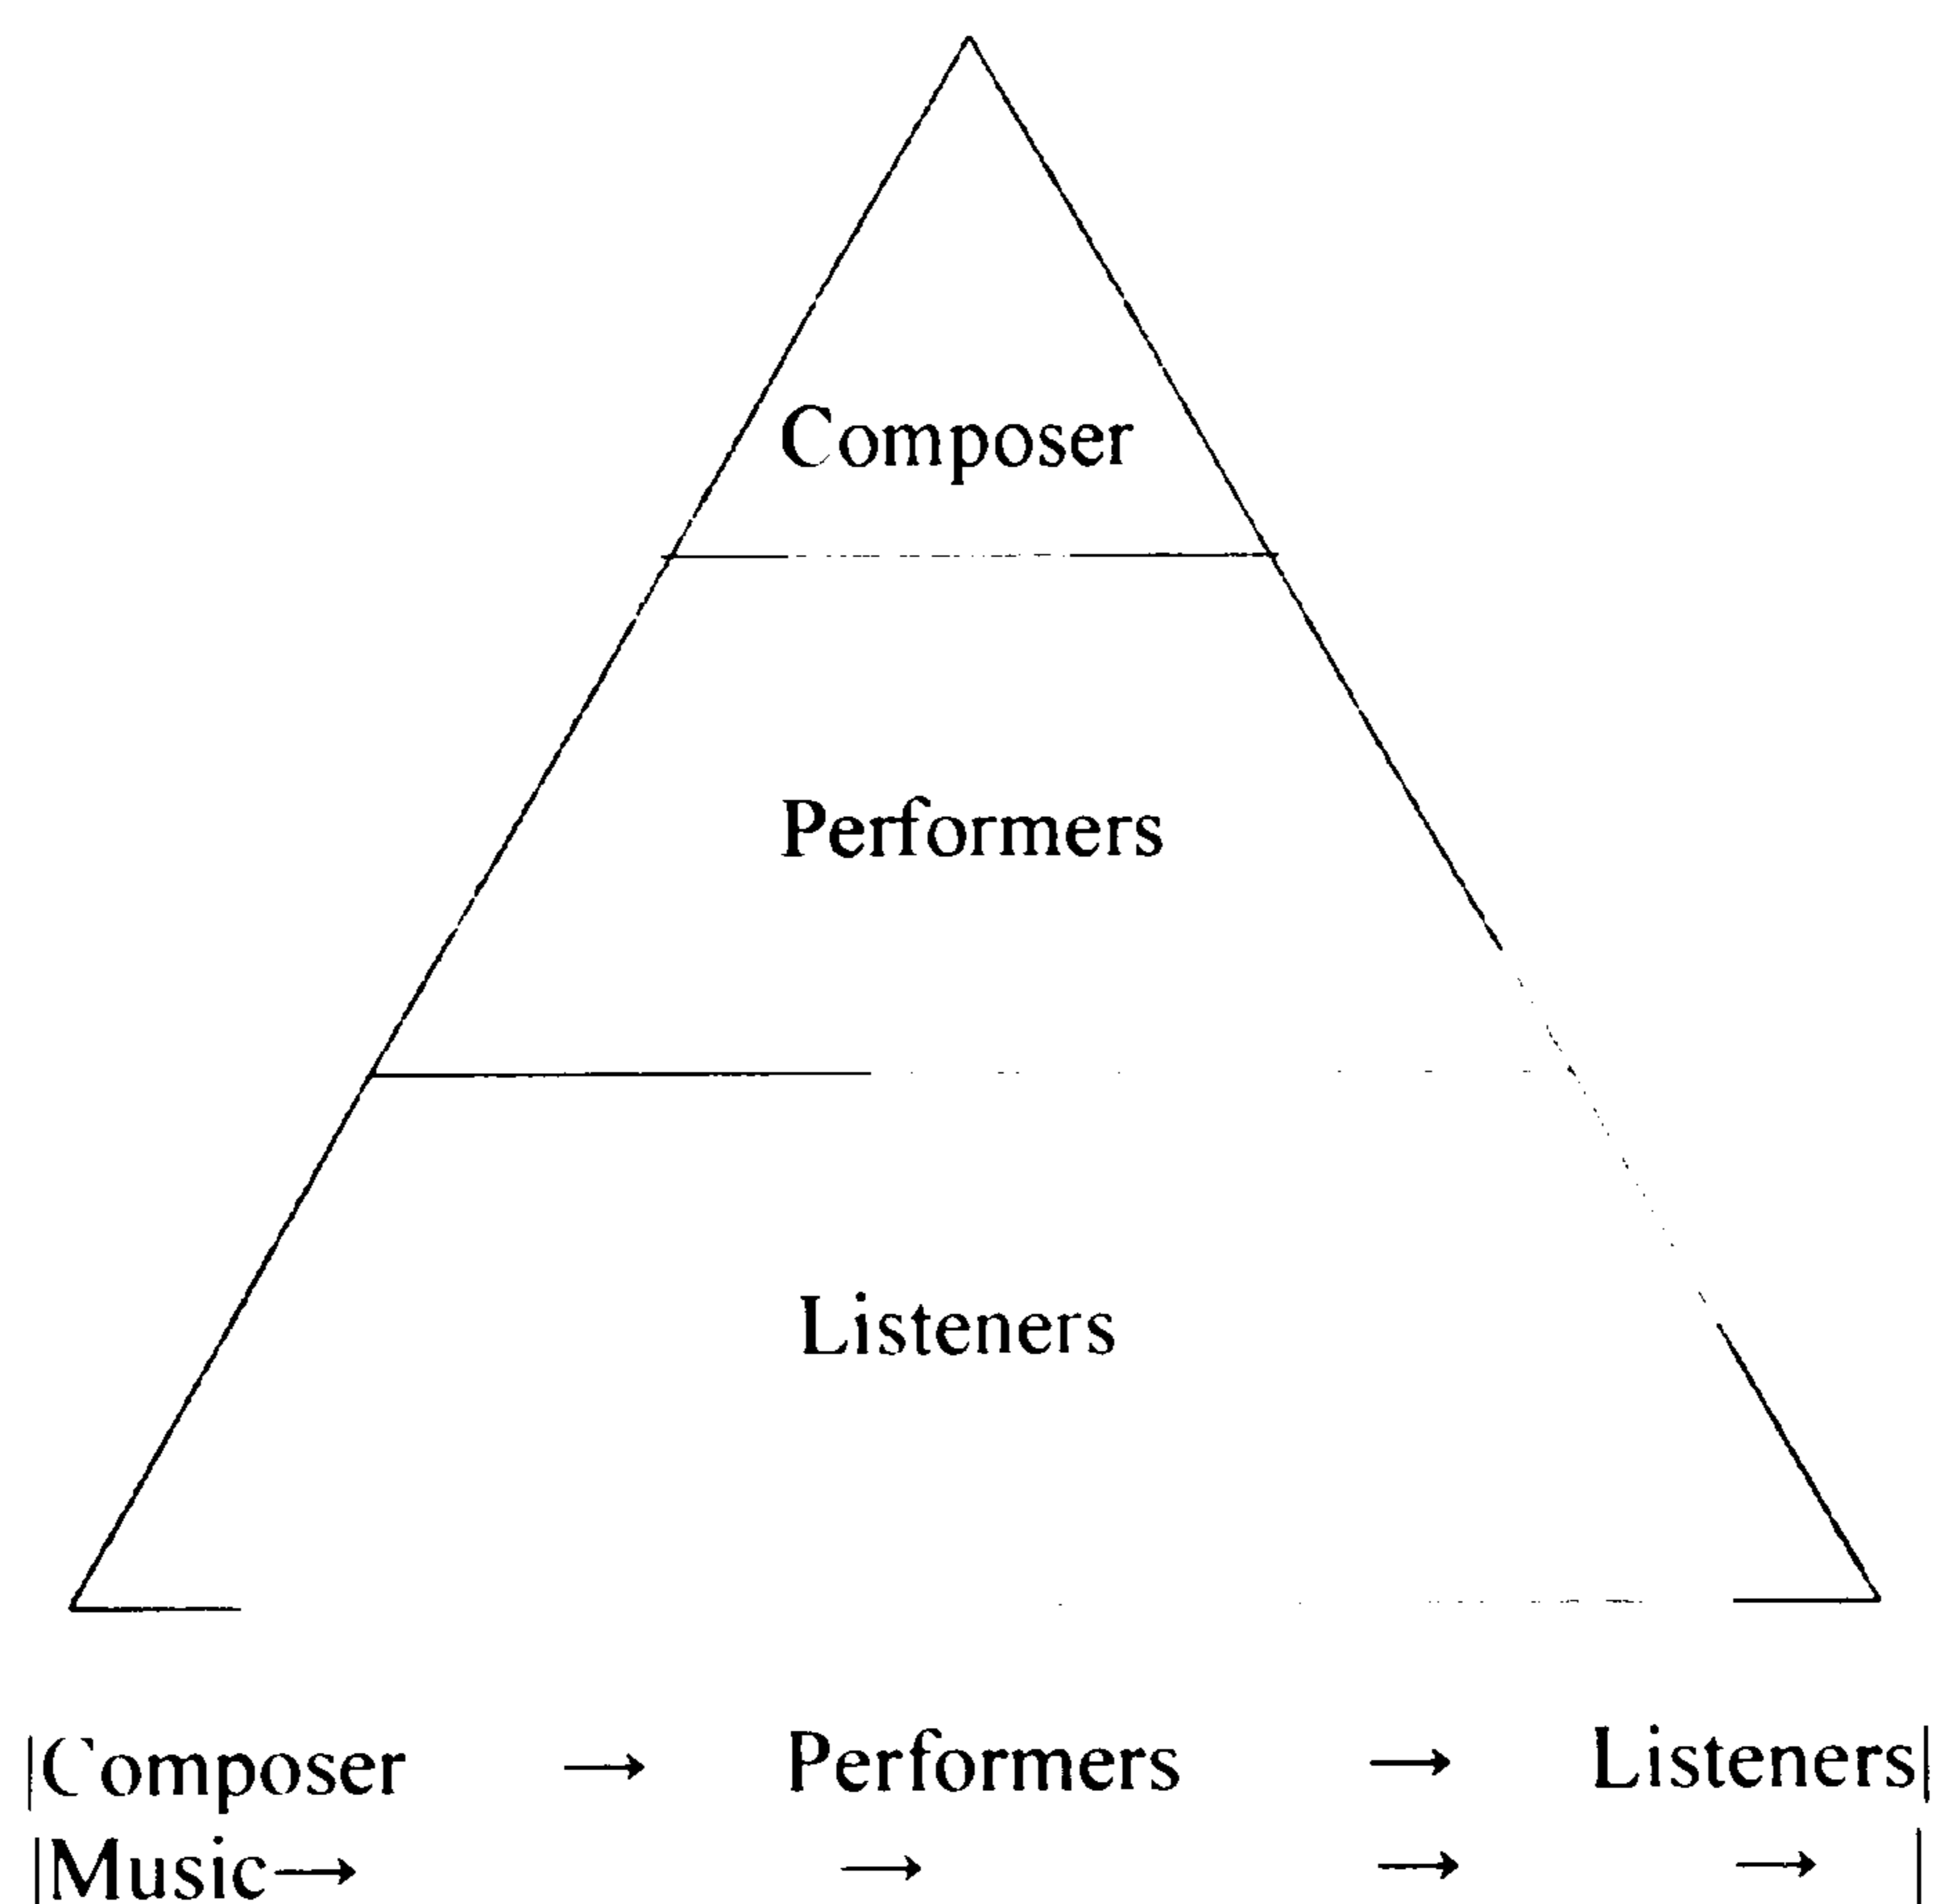 Composer
Performers
Listeners
|Composer → Performers → Listeners|
|Music→ → → → |